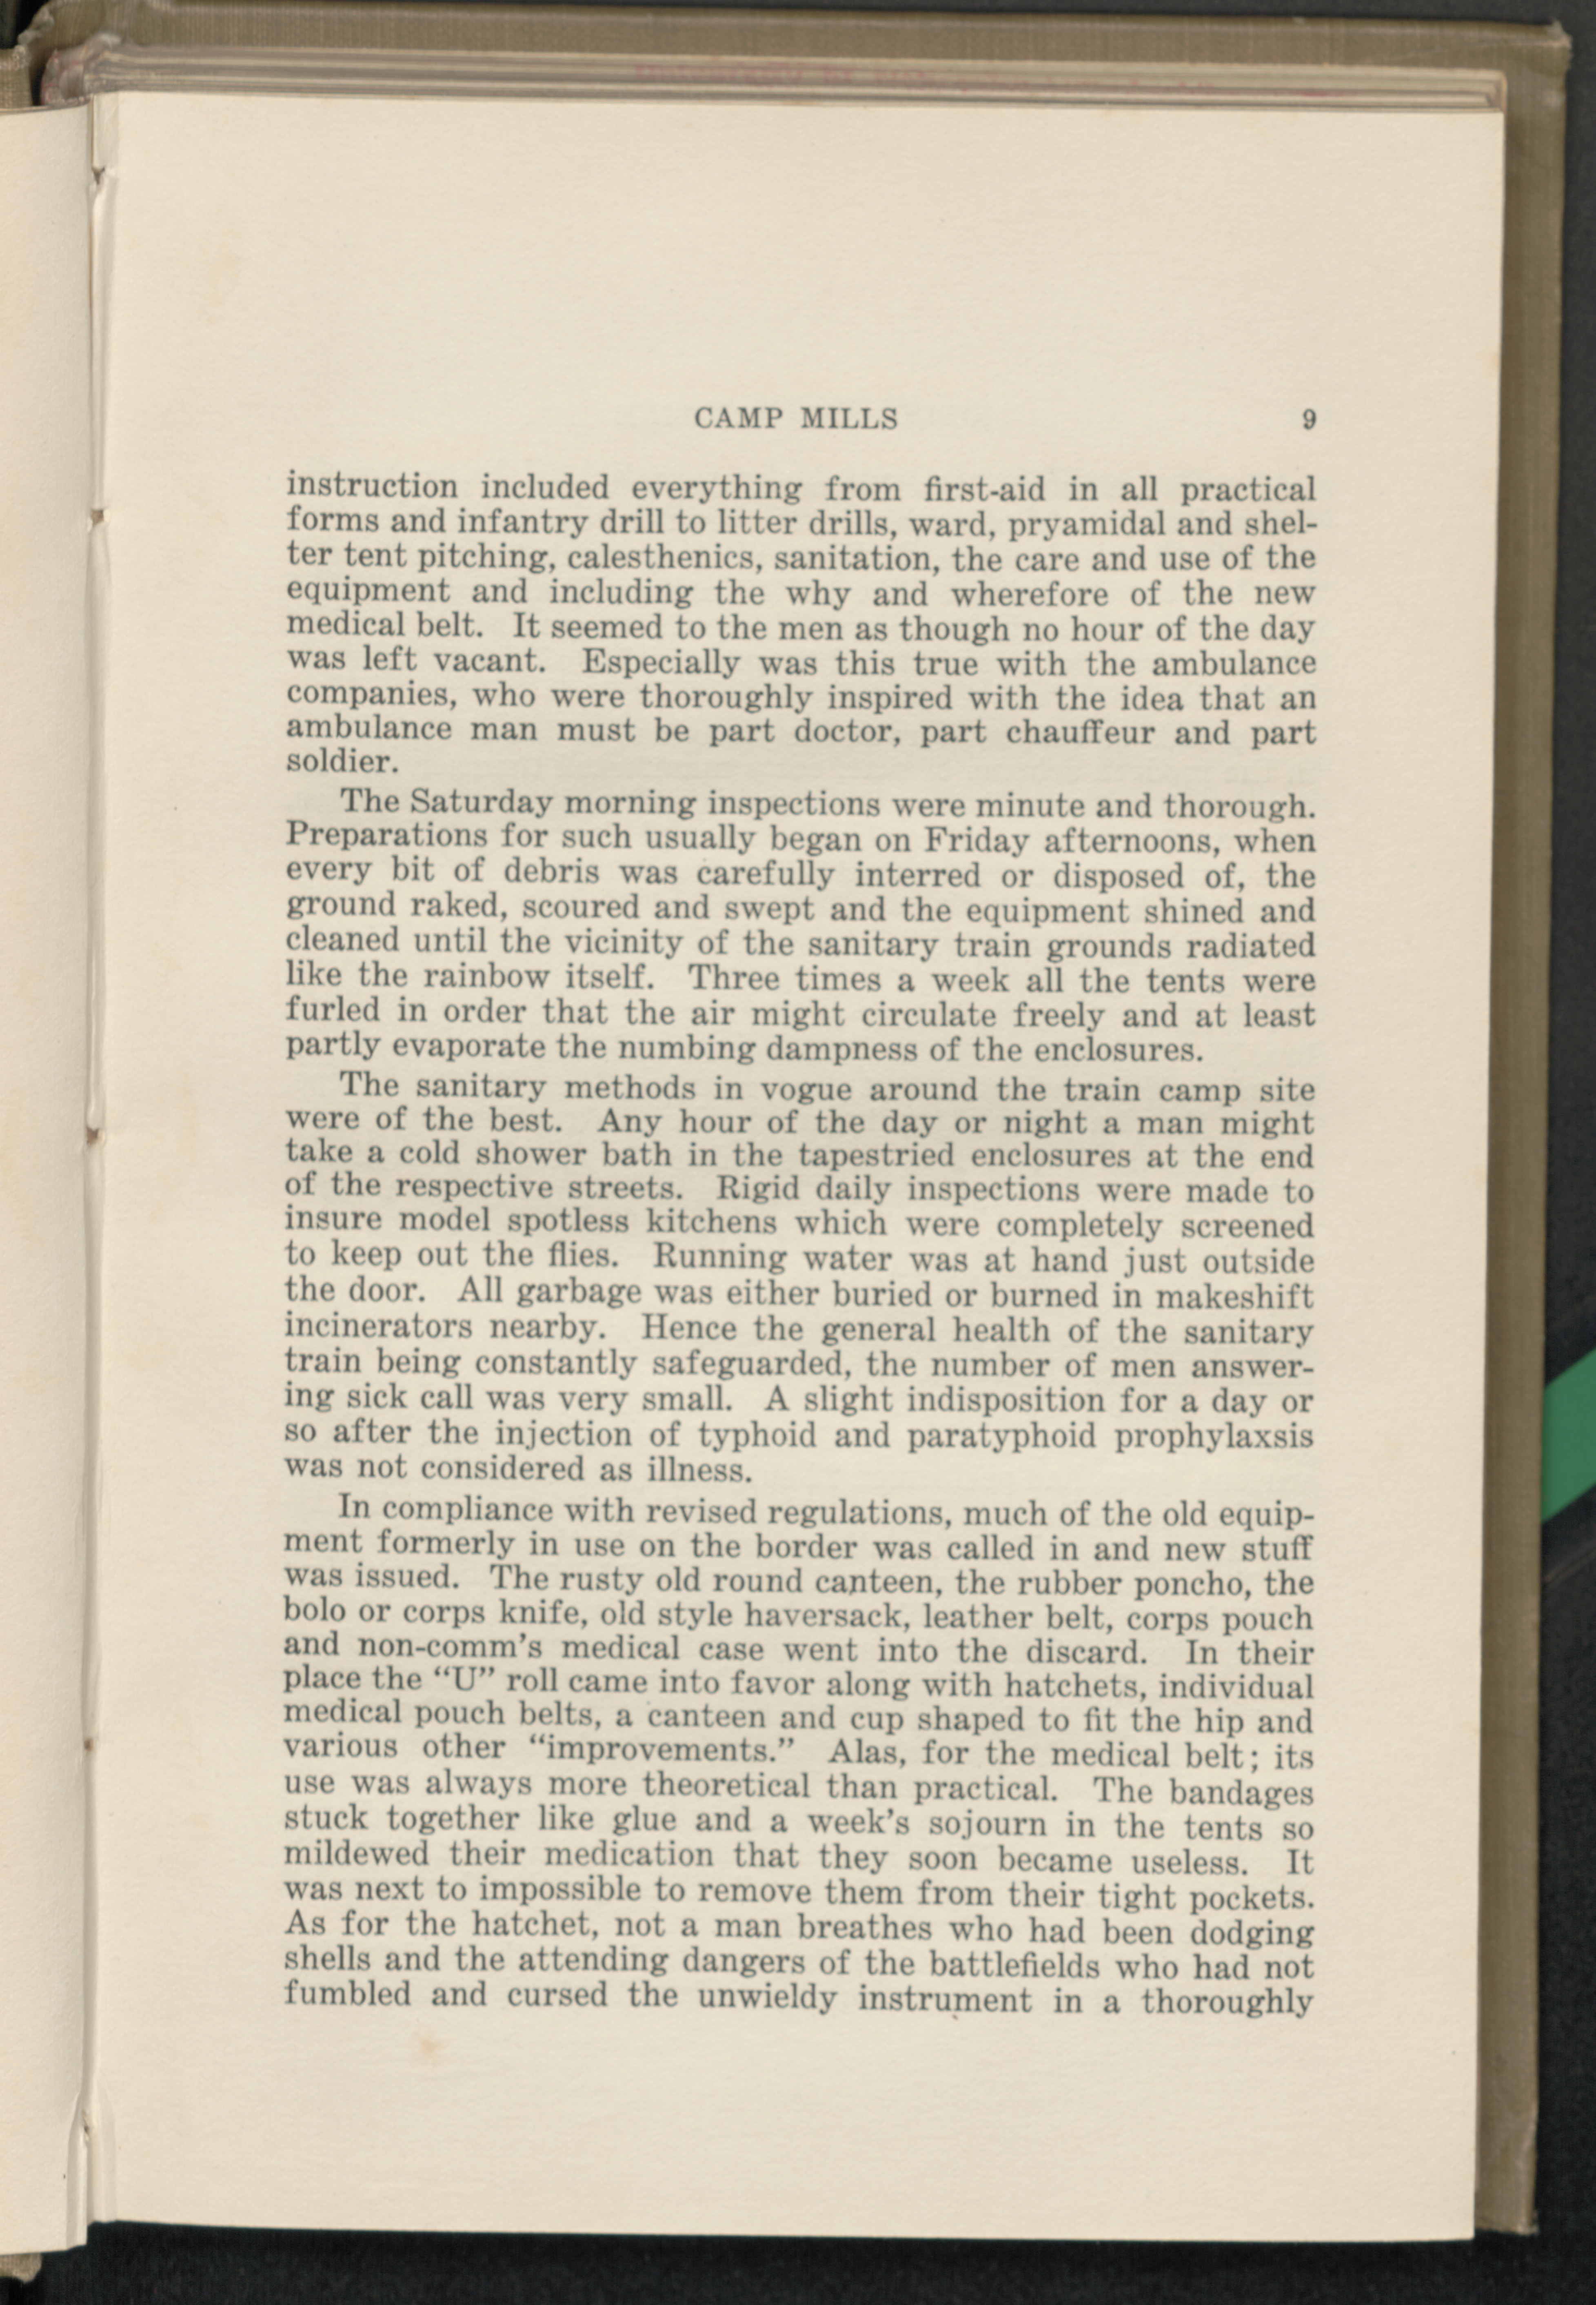 CAMP MILLS 9
instruction included everything from first-aid in all practical
forms and infantry drill to litter drills, ward, pryamidal and shel-
ter tent pitching, calesthenics, sanitation, the care and use of the
equipment and including the why and wherefore of the new
medical belt. It seemed to the men as though no hour of the day
was left vacant. Especially was this true with the ambulance
companies, who were thoroughly inspired with the idea that an
ambulance man must be part doctor, part chauffeur and part
soldier.
The Saturday morning inspections were minute and thorough.
Preparations for such usually began on Friday afternoons, when
every bit of debris was carefully interred or disposed of, the
ground raked, scoured and swept and the equipment shined and
cleaned until the vicinity of the sanitary train grounds radiated
like the rainbow itself. Three times a week all the tents were
furled in order that the air might circulate freely and at least
partly evaporate the numbing dampness of the enclosures.
The sanitary methods in vogue around the train camp site
were of the best. Any hour of the day or night a man might
take a cold shower bath in the tapestried enclosures at the end
of the respective streets. Rigid daily inspections were made to
insure model spotless kitchens which were completely screened
to keep out the flies. Running water was at hand just outside
the door. All garbage was either buried or burned in makeshift
incinerators nearby. Hence the general health of the sanitary
train being constantly safeguarded, the number of men answer-
ing sick call was very small. A slight indisposition for a day or
so after the injection of typhoid and paratyphoid prophylaxsis
was not considered as illness.
In compliance with revised regulations, much of the old equip-
ment formerly in use on the border was called in and new stuff
was issued. The rusty old round canteen, the rubber poncho, the
bolo or corps knife, old style haversack, leather belt, corps pouch
and non-comm's medical case went into the discard. In their
place the “U” roll came into favor along with hatchets, individual
medical pouch belts, a canteen and cup shaped to fit the hip and
various other “improvements.” Alas, for the medical belt; its
use was always more theoretical than practical. The bandages
stuck together like glue and a week's sojourn in the tents so
mildewed their medication that they soon became useless. It
was next to impossible to remove them from their tight pockets.
As for the hatchet, not a man breathes who had been dodging
shells and the attending dangers of the battlefields who had not
fumbled and cursed the unwieldy instrument in a thoroughly